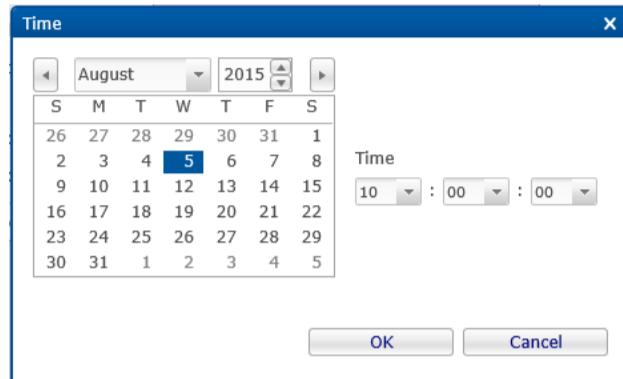 Time X
August 2015
S M T W T F S
26 27 28 29 30 31 1
2 3 4 5 6 7 8
9 10 11 12 13 14 15
16 17 18 19 20 21 22
23 24 25 26 27 28 29
30 31 1 2 3 4 5
Time
10 : 00 : 00
OK Cancel